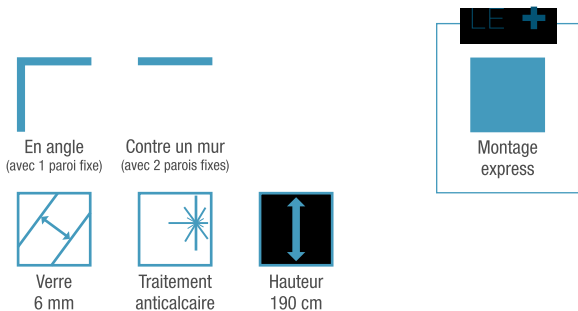 LE +
En angle
(avec 1 paroi fixe)
Contre un mur
(avec 2 parois fixes)
Montage
express
Verre
6 mm
Traitement
anticalcaire
Hauteur
190 cm